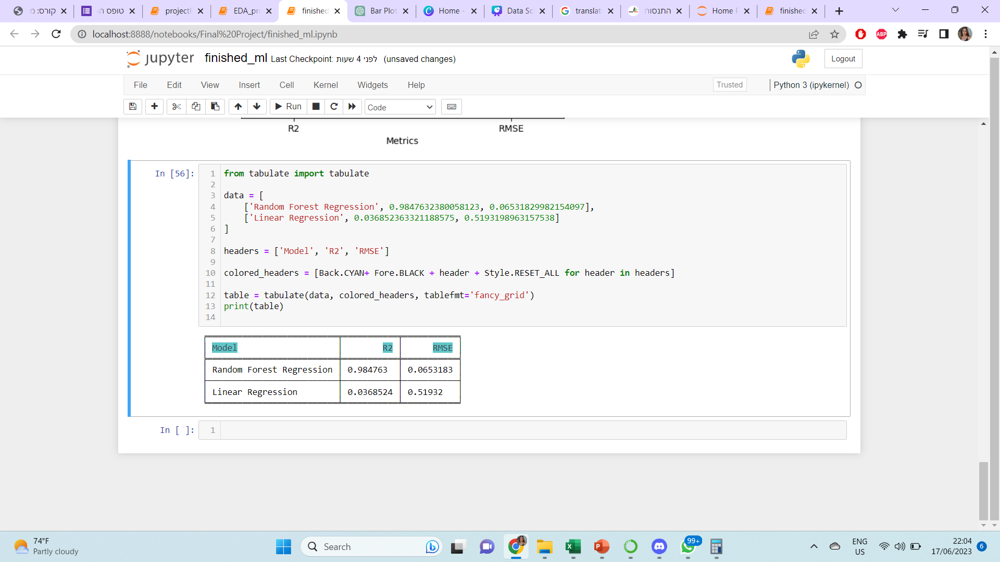 קורס: מ
טופס הו
projectF
EDA_pr
finished
Bar Plot
Home -
Data Sc
translat
התנסות
Home P
finished
localhost:8888/notebooks/Final%20Project/finished_ml.ipynb
ABP
jupyter finished_ml Last Checkpoint: לפני 4 שעות (unsaved changes)
Logout
File Edit View Insert Cell Kernel Widgets Help
Trusted Python 3 (ipykernel)
Run Code
R2 RMSE
Metrics
In [56]:
1 from tabulate import tabulate
2
3 data = [
4 ['Random Forest Regression', 0.9847632380058123, 0.06531829982154097],
5 ['Linear Regression', 0.036852363321188575, 0.5193198963157538]
6 ]
7
8 headers = ['Model', 'R2', 'RMSE']
9
10 colored_headers = [Back.CYAN+ Fore.BLACK + header + Style.RESET_ALL for header in headers]
11
12 table = tabulate(data, colored_headers, tablefmt='fancy_grid')
13 print(table)
14
Model R2 RMSE
Random Forest Regression 0.984763 0.0653183
Linear Regression 0.0368524 0.51932
In [ ]: 1
74°F
Partly cloudy
Search
99+
ENG
US
22:04
17/06/2023
6